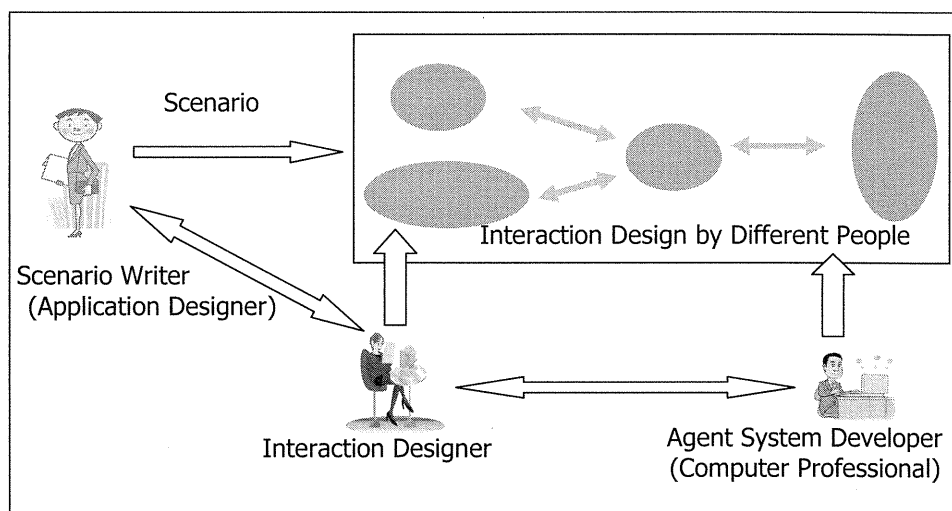 Scenario
Interaction Design by Different People
Scenario Writer
(Application Designer)
Interaction Designer
Agent System Developer
(Computer Professional)